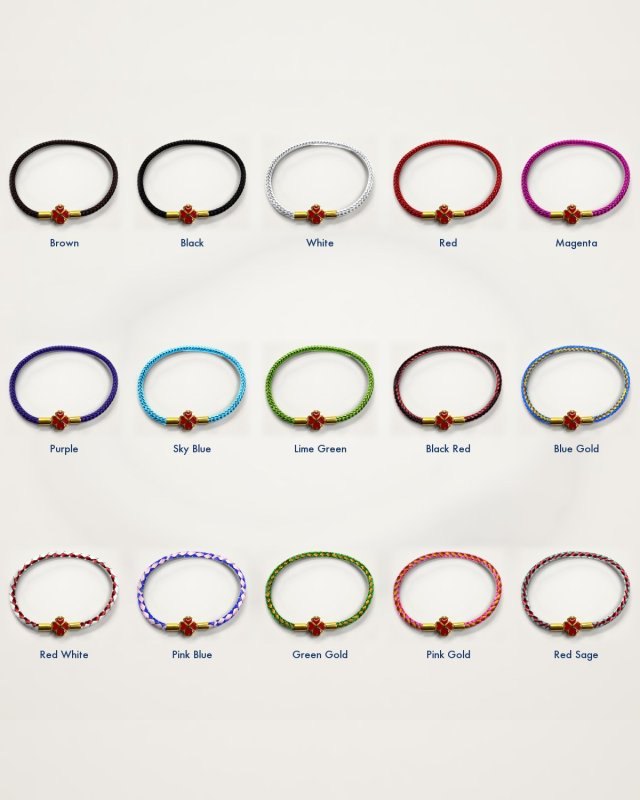 Brown
Black
White
Red
Magenta
Purple
Sky Blue
Lime Green
Black Red
Blue Gold
Red White
Pink Blue
Green Gold
Pink Gold
Red Sage